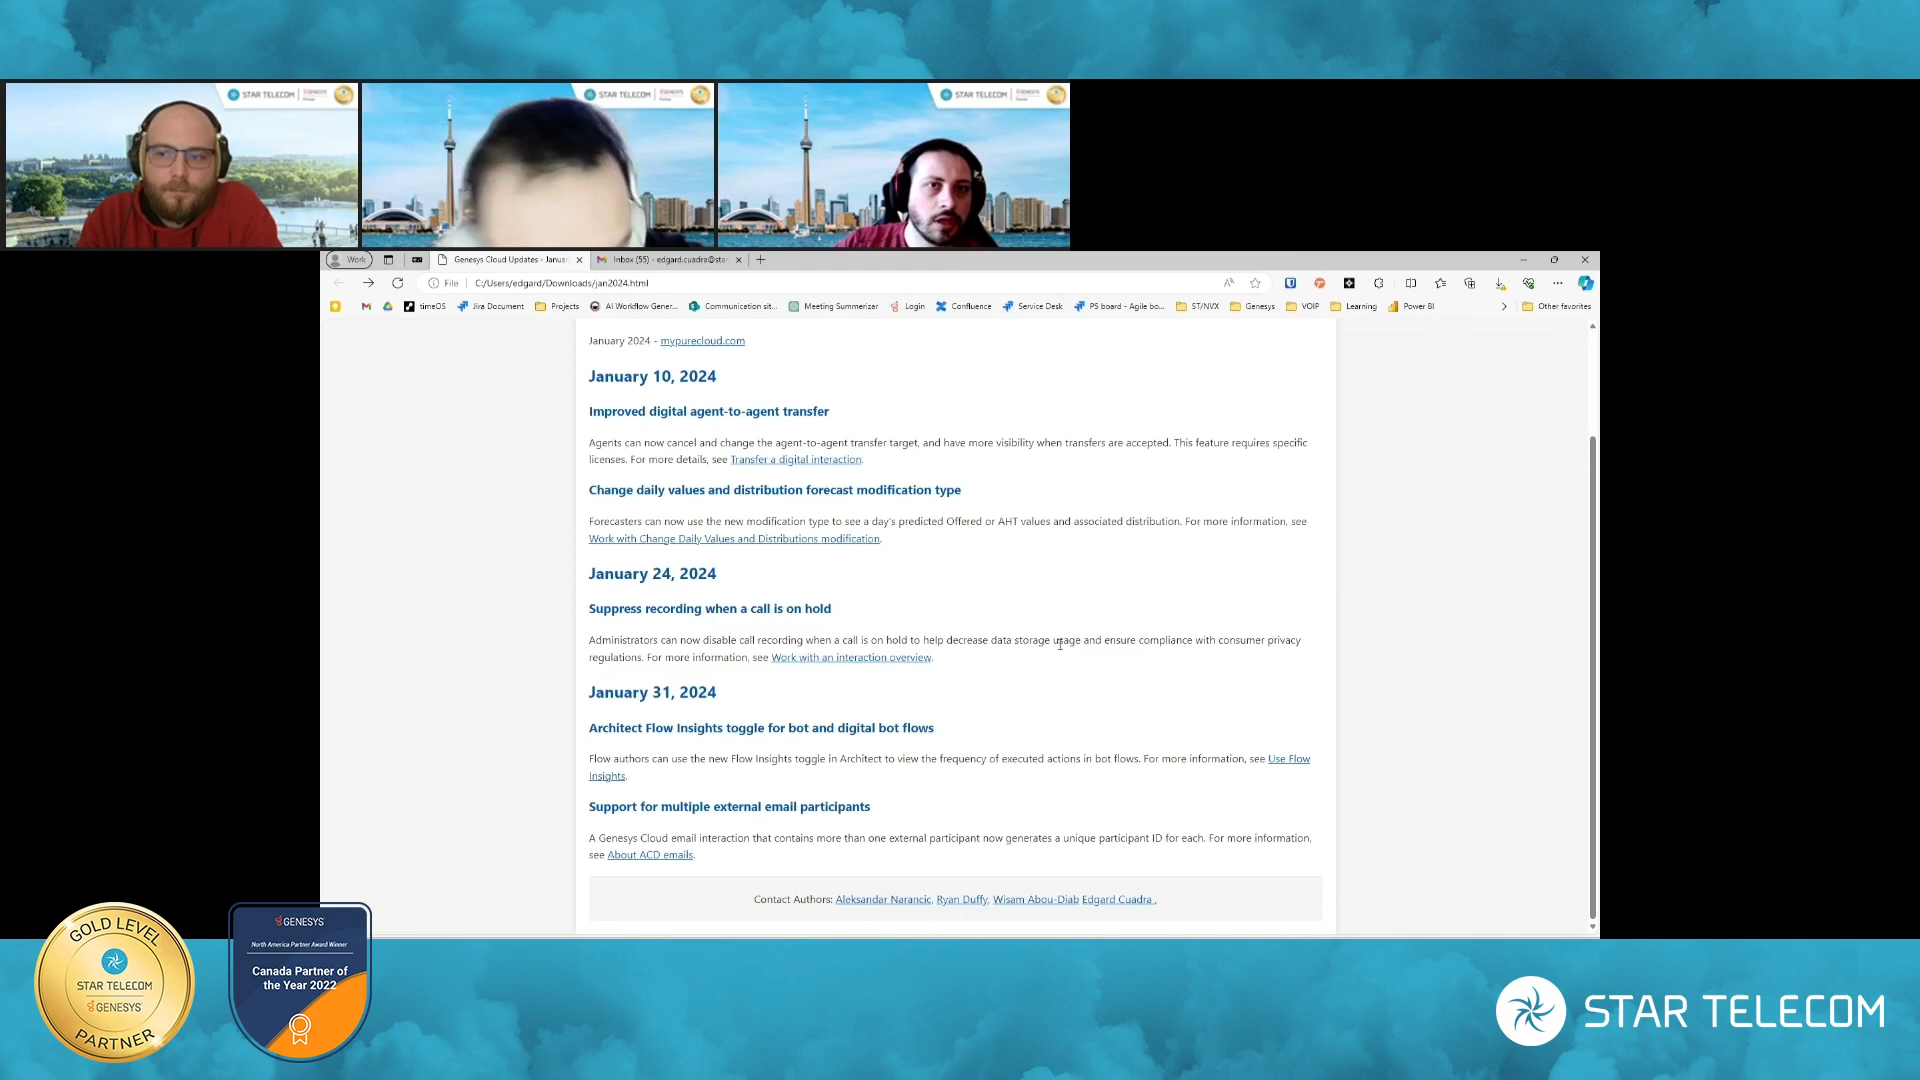 STAR TELECOM
STAR TELECOM
STAR TELECOM
Work
Genesys Cloud Updates - Januar
Inbox (55) - edgard.cuadra@star
File
C:/Users/edgard/Downloads/jan2024.html
timeOS
Jira Document
Projects
AI Workflow Gener...
Communication sit...
Meeting Summerizar
Login
Confluence
Service Desk
PS board - Agile bo...
ST/NVX
Genesys
VOIP
Learning
Power BI
Other favorites
January 2024 - mypurecloud.com
January 10, 2024
Improved digital agent-to-agent transfer
Agents can now cancel and change the agent-to-agent transfer target, and have more visibility when transfers are accepted. This feature requires specific
licenses. For more details, see Transfer a digital interaction.
Change daily values and distribution forecast modification type
Forecasters can now use the new modification type to see a day's predicted Offered or AHT values and associated distribution. For more information, see
Work with Change Daily Values and Distributions modification.
January 24, 2024
Suppress recording when a call is on hold
Administrators can now disable call recording when a call is on hold to help decrease data storage usage and ensure compliance with consumer privacy
regulations. For more information, see Work with an interaction overview.
January 31, 2024
Architect Flow Insights toggle for bot and digital bot flows
Flow authors can use the new Flow Insights toggle in Architect to view the frequency of executed actions in bot flows. For more information, see Use Flow
Insights.
Support for multiple external email participants
A Genesys Cloud email interaction that contains more than one external participant now generates a unique participant ID for each. For more information,
see About ACD emails.
Contact Authors: Aleksandar Narancic, Ryan Duffy, Wisam Abou-Diab Edgard Cuadra ,
GOLD LEVEL
STAR TELECOM
GENESYS
PARTNER
GENESYS
North America Partner Award Winner
Canada Partner of
the Year 2022
STAR TELECOM